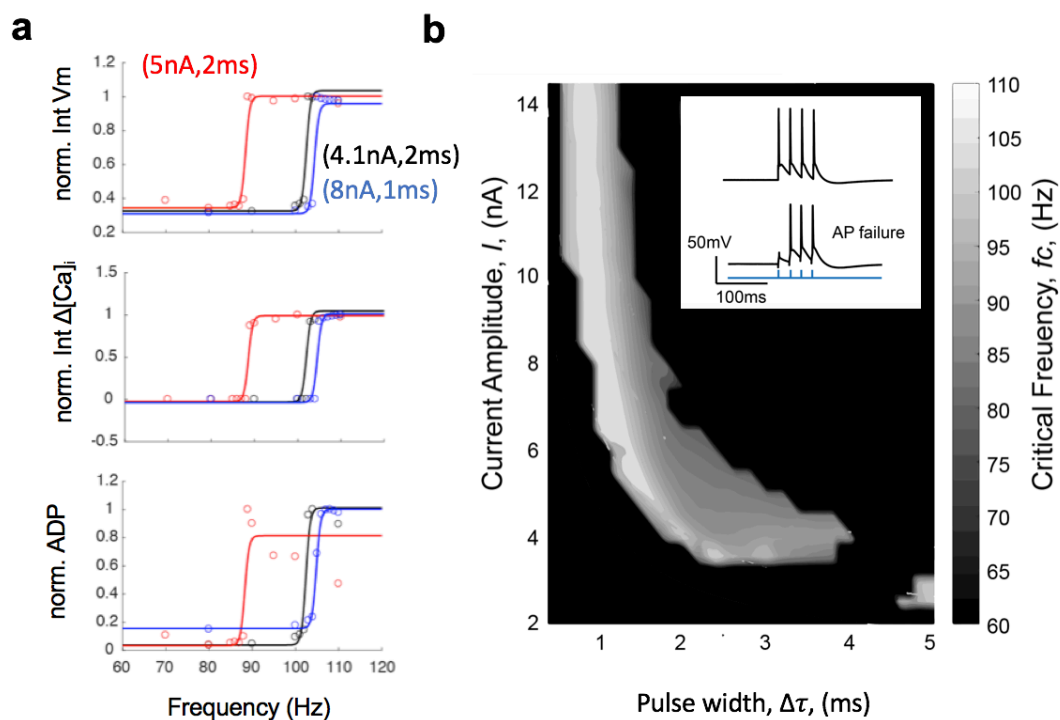 a
(5nA,2ms)
(4.1nA,2ms)
(8nA,1ms)
norm. Int Vm
1.2
1
0.8
0.6
0.4
0.2
norm. Int Δ[Ca]i
1.5
1
0.5
0
-0.5
norm. ADP
1.2
1
0.8
0.6
0.4
0.2
0
60 70 80 90 100 110 120
Frequency (Hz)
b
Current Amplitude, I, (nA)
14
12
10
8
6
4
2
50mV
100ms
AP failure
1 2 3 4 5
Pulse width, Δτ, (ms)
110
105
100
95
90
85
80
75
70
65
60
Critical Freuency, fc, (Hz)